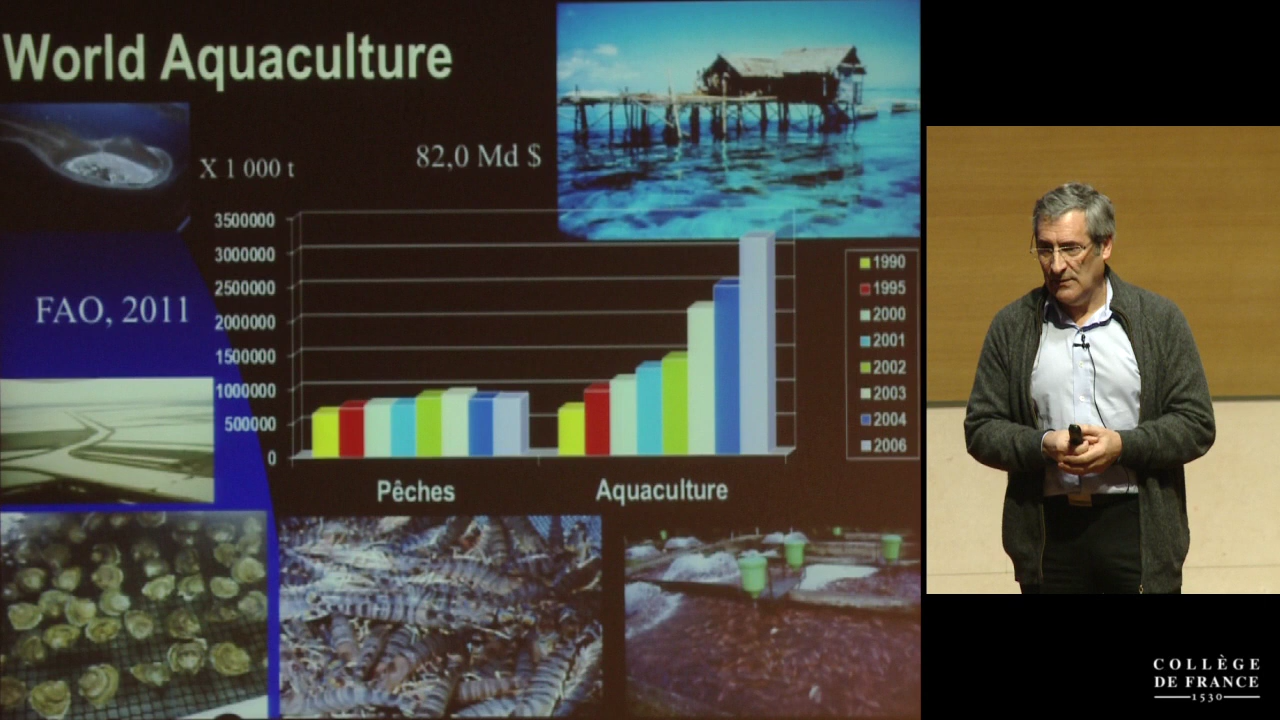 World Aquaculture
X 1 000 t
82,0 Md $
FAO, 2011
3500000
3000000
2500000
2000000
1500000
1000000
500000
0
1990
1995
2000
2001
2002
2003
2004
2006
Pêches
Aquaculture
COLLÈGE
DE FRANCE
1530